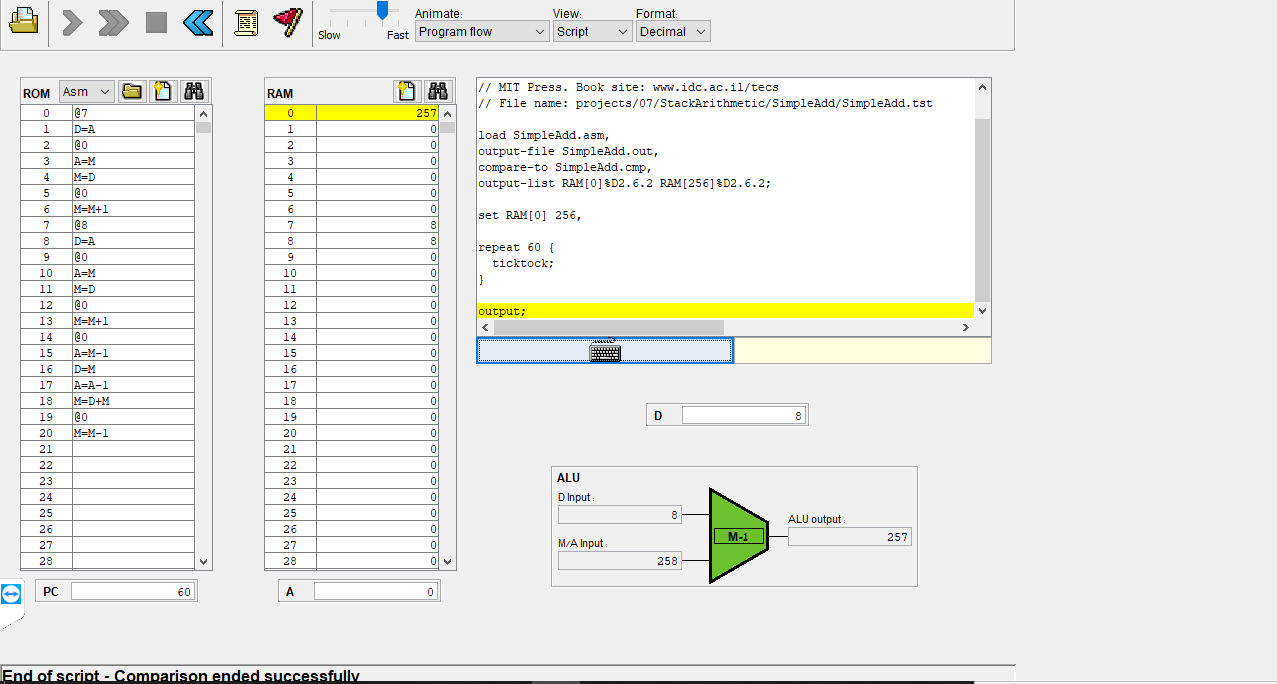 Slow
Fast
Animate:
Program flow
View:
Script
Format:
Decimal
ROM Asm
0 @7
1 D=A
2 @0
3 A=M
4 M=D
5 @0
6 M=M+1
7 @8
8 D=A
9 @0
10 A=M
11 M=D
12 @0
13 M=M+1
14 @0
15 A=M-1
16 D=M
17 A=A-1
18 M=D+M
19 @0
20 M=M-1
21
22
23
24
25
26
27
28
PC 60
RAM
0 257
1 0
2 0
3 0
4 0
5 0
6 0
7 8
8 8
9 0
10 0
11 0
12 0
13 0
14 0
15 0
16 0
17 0
18 0
19 0
20 0
21 0
22 0
23 0
24 0
25 0
26 0
27 0
28 0
A 0
// MIT Press. Book site: www.idc.ac.il/tecs
// File name: projects/07/StackArithmetic/SimpleAdd/SimpleAdd.tst
load SimpleAdd.asm,
output-file SimpleAdd.out,
compare-to SimpleAdd.cmp,
output-list RAM[0]%D2.6.2 RAM[256]%D2.6.2;
set RAM[0] 256,
repeat 60 {
ticktock;
}
output;
D 8
ALU
D Input :
8
M/A Input :
258
M-1
ALU output :
257
End of script - Comparison ended successfully